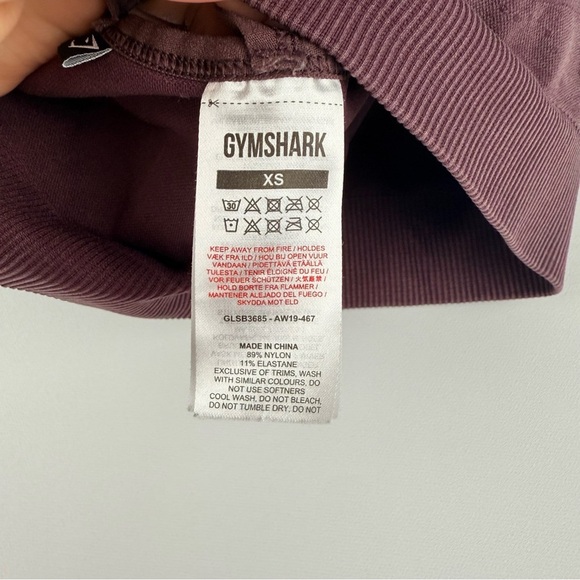 GYMSHARK
XS
30
KEEP AWAY FROM FIRE / HOLDES
VÆK FRA ILD / HOU BIJ OPEN VUUR
VANDAAN / PIDETTÄVÄ ETÄÄLLÄ
TULESTA / TENIR ÉLOIGNÉ DU FEU /
VOR FEUER SCHÜTZEN / 火気厳禁 /
HOLD BORTE FRA FLAMMER /
MANTENER ALEJADO DEL FUEGO /
SKYDDA MOT ELD
GLSB3685 - AW19-467
MADE IN CHINA
89% NYLON
11% ELASTANE
EXCLUSIVE OF TRIMS, WASH
WITH SIMILAR COLOURS, DO
NOT USE SOFTNERS
COOL WASH, DO NOT BLEACH,
DO NOT TUMBLE DRY, DO NOT